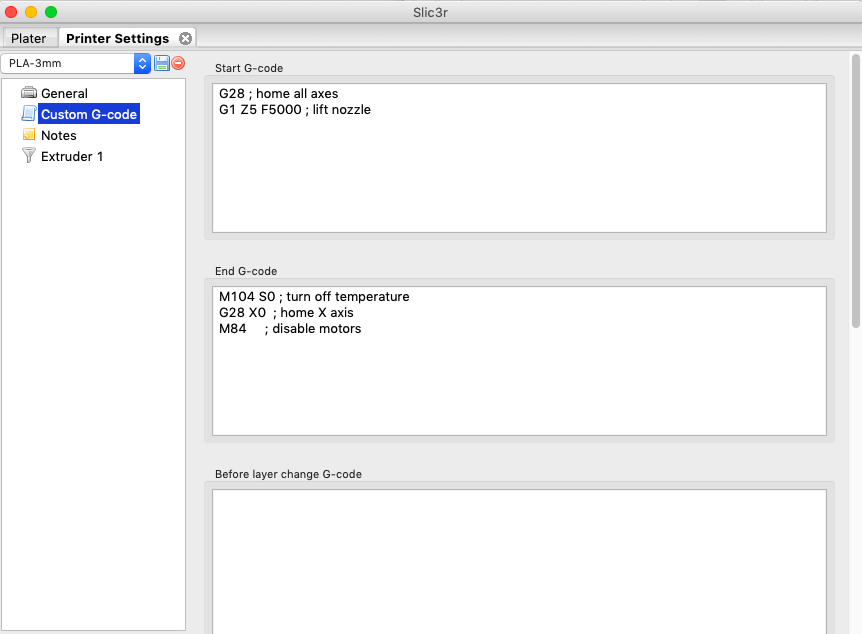 Slic3r
Plater
Printer Settings
PLA-3mm
General
Custom G-code
Notes
Extruder 1
Start G-code
G28 ; home all axes
G1 Z5 F5000 ; lift nozzle
End G-code
M104 S0 ; turn off temperature
G28 X0  ; home X axis
M84     ; disable motors
Before layer change G-code